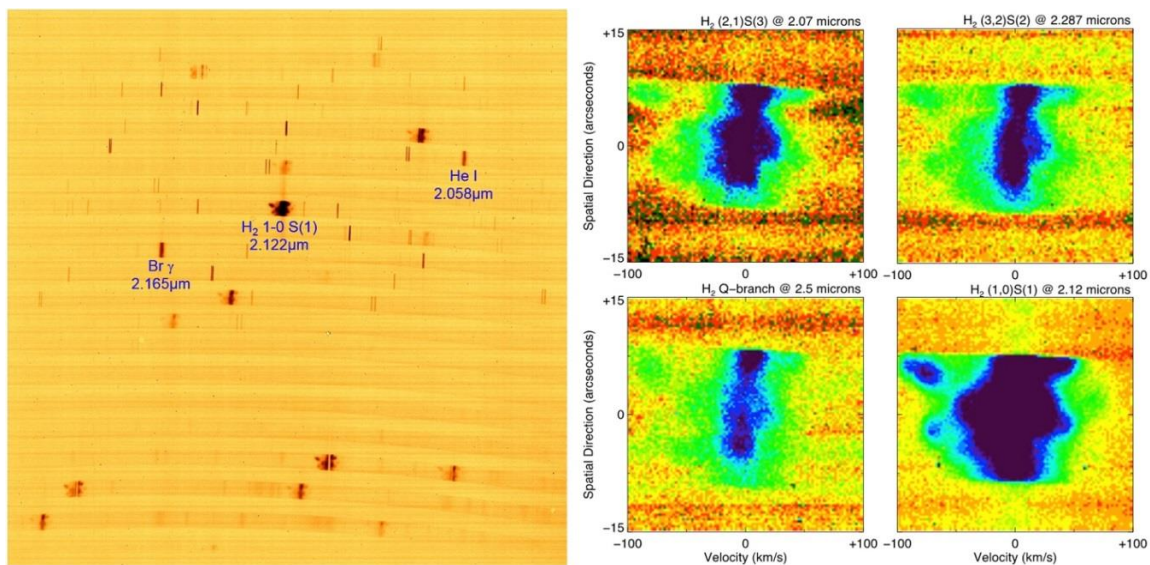 He I
2.058μm
H₂ 1-0 S(1)
2.122μm
Br γ
2.165μm
H₂ (2,1)S(3) @ 2.07 microns
H₂ (3,2)S(2) @ 2.287 microns
+15
0
-15
Spatial Direction (arcseconds)
-100 0 +100
-100 0 +100
H₂ Q-branch @ 2.5 microns
H₂ (1,0)S(1) @ 2.12 microns
+15
0
-15
Spatial Direction (arcseconds)
-100 0 +100
-100 0 +100
Velocity (km/s)
Velocity (km/s)